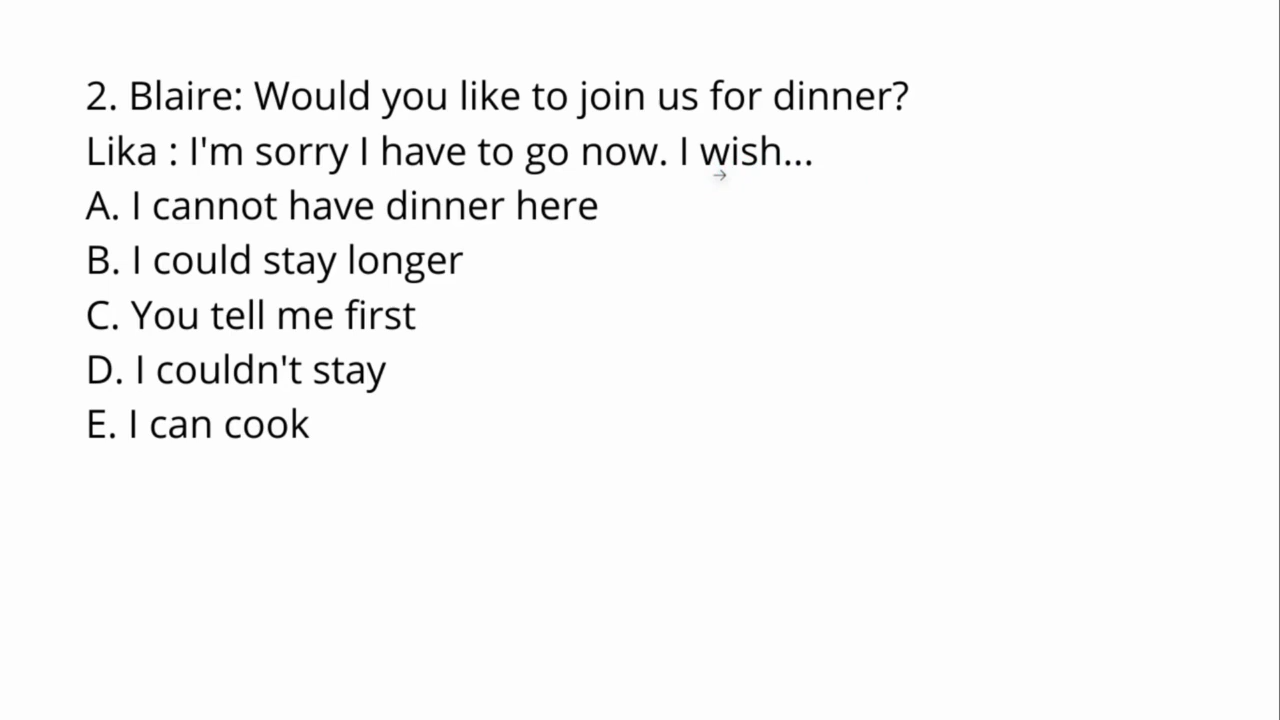 2. Blaire: Would you like to join us for dinner?
Lika : I'm sorry I have to go now. I wish...
A. I cannot have dinner here
B. I could stay longer
C. You tell me first
D. I couldn't stay
E. I can cook